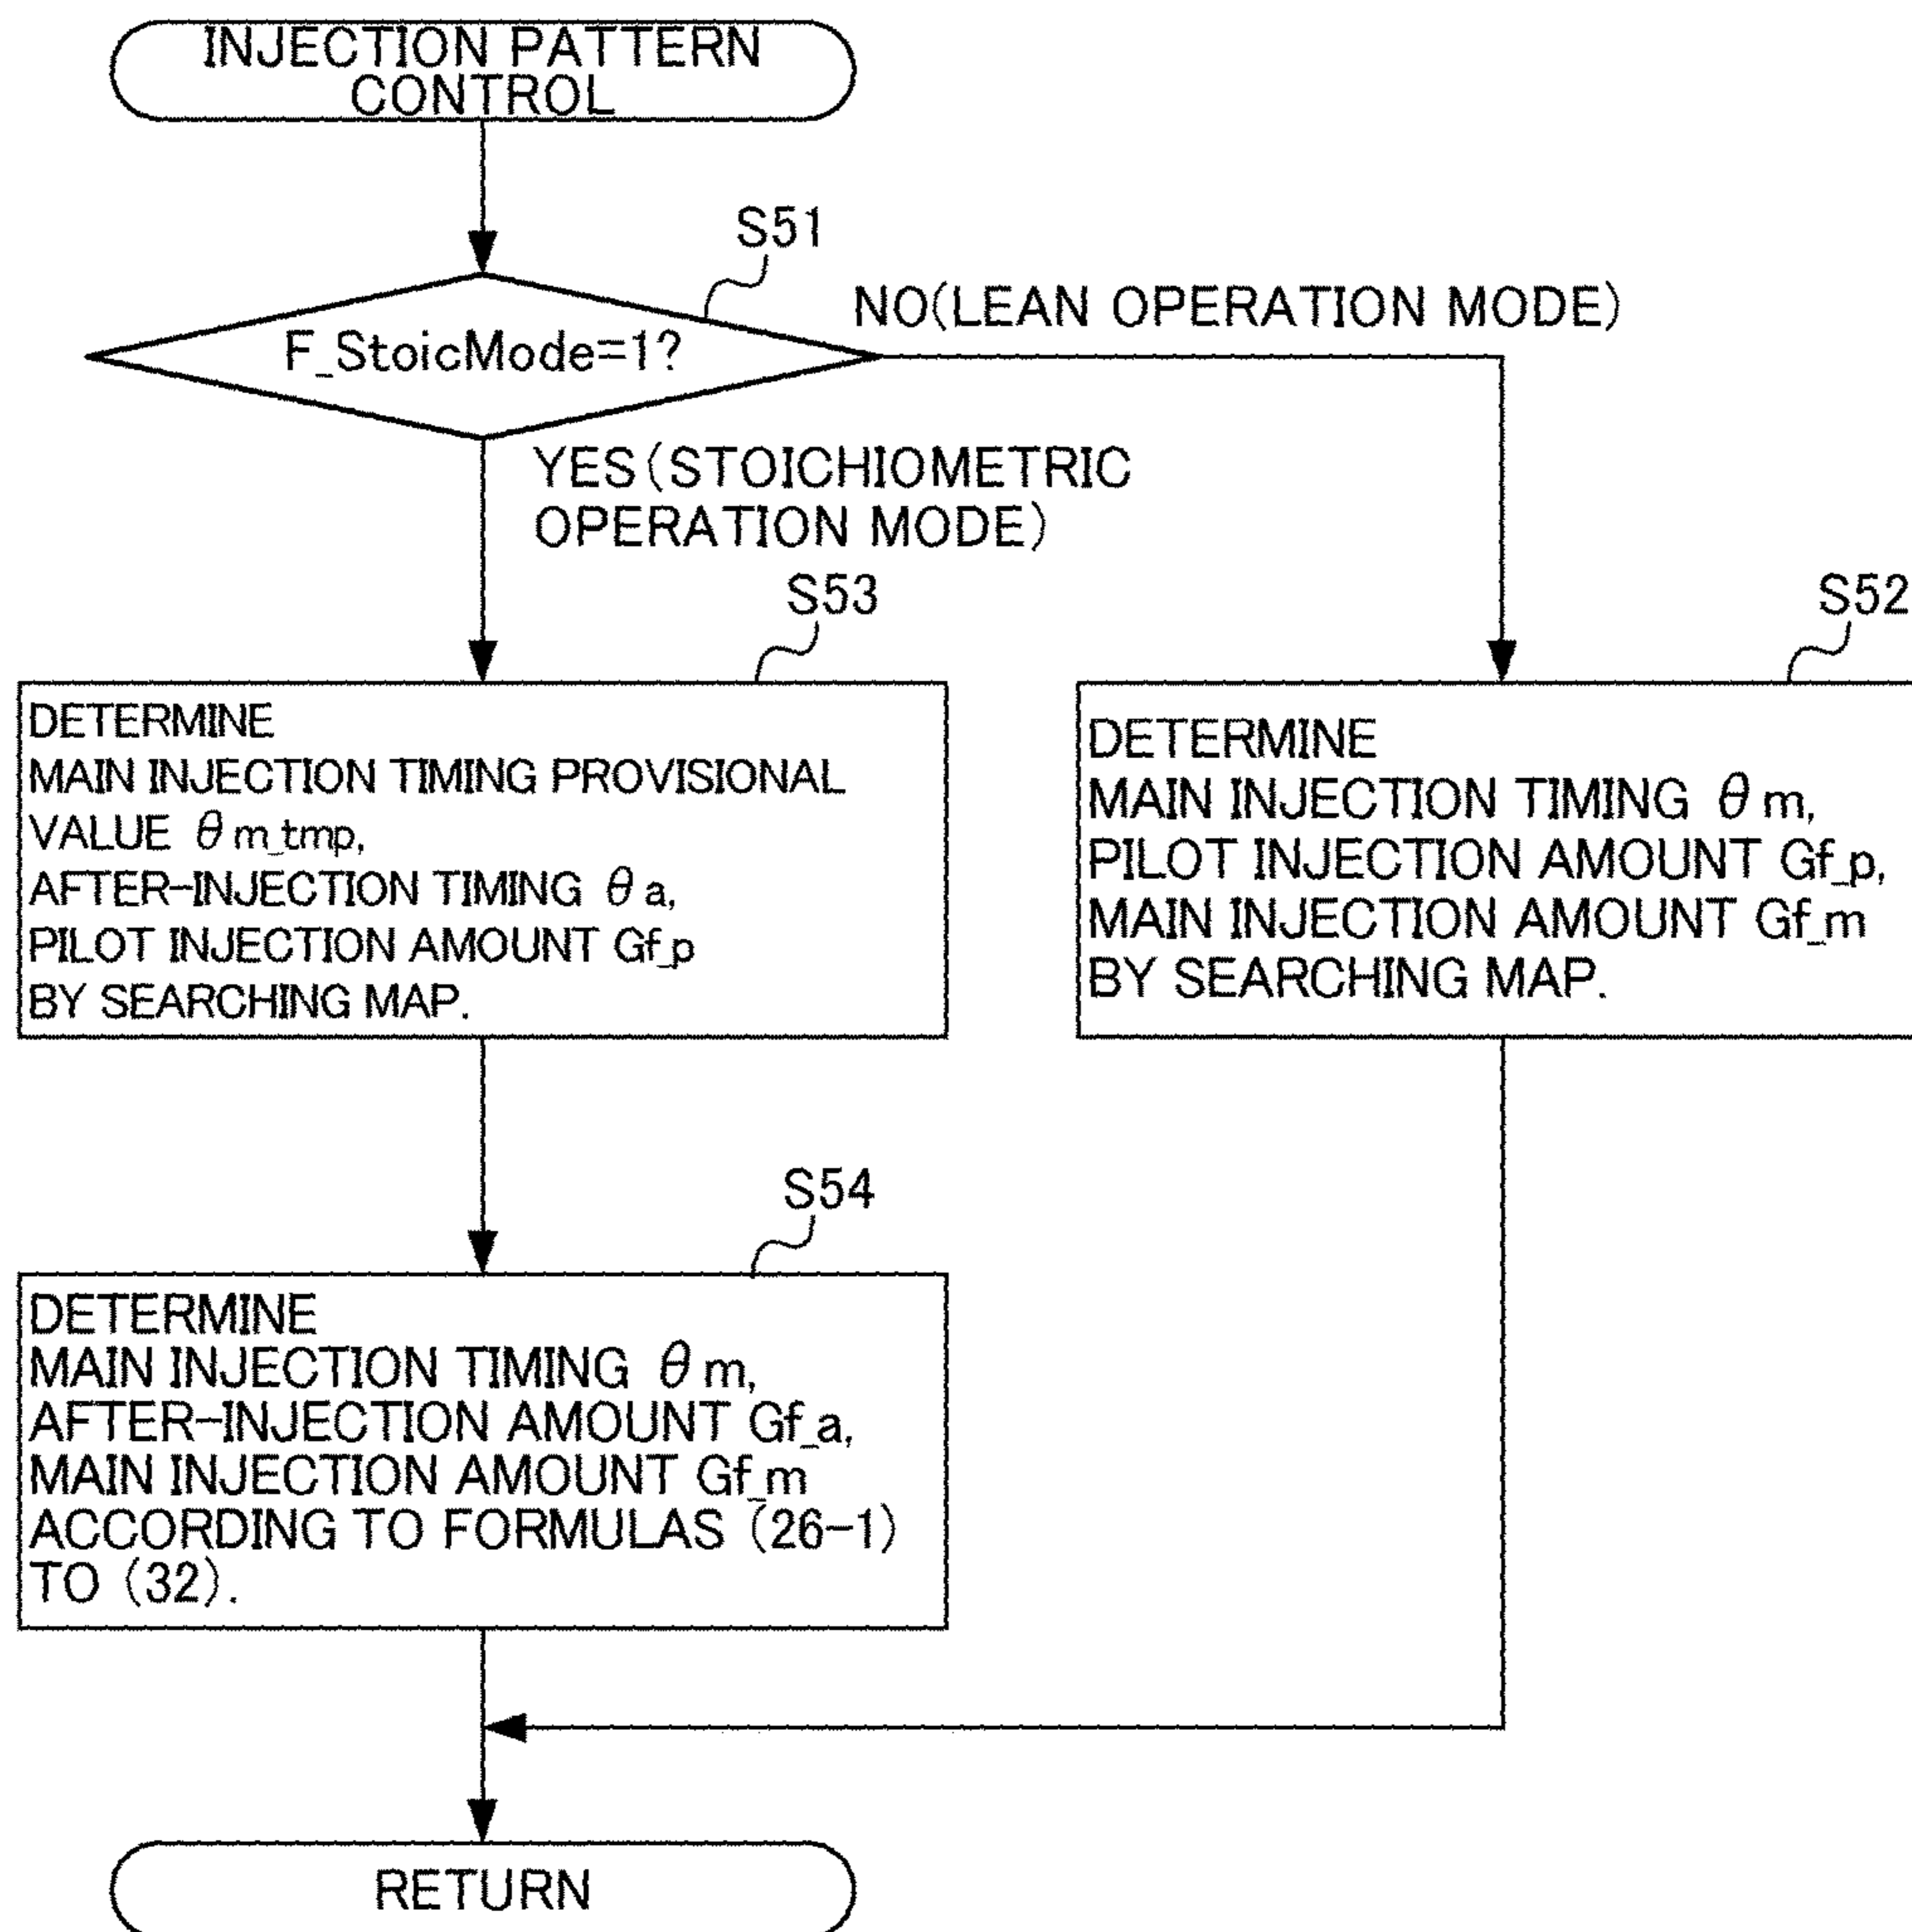 INJECTION PATTERN
CONTROL
S51
F_StoicMode=1?
NO(LEAN OPERATION MODE)
YES(STOICHIOMETRIC
OPERATION MODE)
S53
DETERMINE
MAIN INJECTION TIMING PROVISIONAL
VALUE θm_tmp,
AFTER-INJECTION TIMING θa,
PILOT INJECTION AMOUNT Gf_p
BY SEARCHING MAP.
S52
DETERMINE
MAIN INJECTION TIMING θm,
PILOT INJECTION AMOUNT Gf_p,
MAIN INJECTION AMOUNT Gf_m
BY SEARCHING MAP.
S54
DETERMINE
MAIN INJECTION TIMING θm,
AFTER-INJECTION AMOUNT Gf_a,
MAIN INJECTION AMOUNT Gf_m
ACCORDING TO FORMULAS (26-1)
TO (32).
RETURN